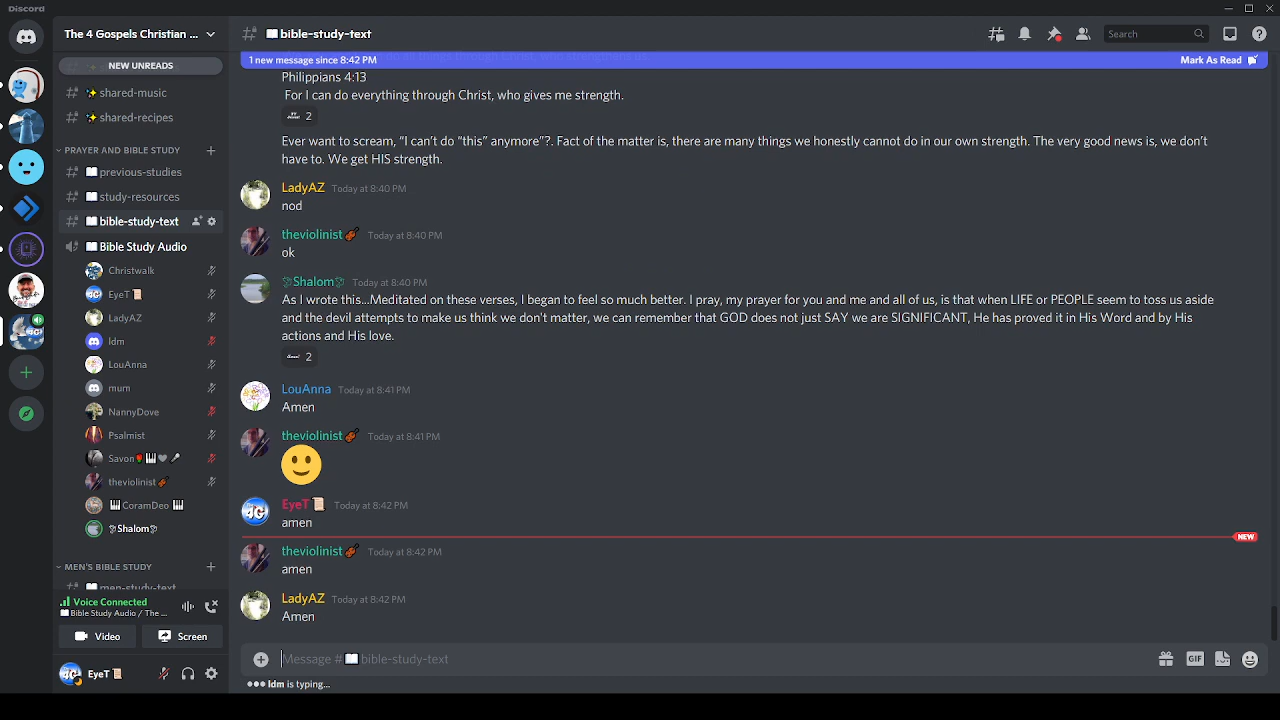 Discord
The 4 Gospels Christian ...
bible-study-text
Search
NEW UNREADS
1 new message since 8:42 PM
Mark As Read
shared-music
shared-recipes
PRAYER AND BIBLE STUDY
previous-studies
study-resources
bible-study-text
Bible Study Audio
Christwalk
EyeT
LadyAZ
ldm
LouAnna
mum
NannyDove
Psalmist
Savon
theviolinist
CoramDeo
Shalom
MEN'S BIBLE STUDY
men-study-text
Voice Connected
Bible Study Audio / The ...
Video
Screen
EyeT
Philippians 4:13
For I can do everything through Christ, who gives me strength.
2
Ever want to scream, “I can’t do “this” anymore”?. Fact of the matter is, there are many things we honestly cannot do in our own strength. The very good news is, we don’t
have to. We get HIS strength.
LadyAZ Today at 8:40 PM
nod
theviolinist Today at 8:40 PM
ok
Shalom Today at 8:40 PM
As I wrote this...Meditated on these verses, I began to feel so much better. I pray, my prayer for you and me and all of us, is that when LIFE or PEOPLE seem to toss us aside
and the devil attempts to make us think we don't matter, we can remember that GOD does not just SAY we are SIGNIFICANT, He has proved it in His Word and by His
actions and His love.
2
LouAnna Today at 8:41 PM
Amen
theviolinist Today at 8:41 PM
EyeT Today at 8:42 PM
amen
NEW
theviolinist Today at 8:42 PM
amen
LadyAZ Today at 8:42 PM
Amen
Message # bible-study-text
GIF
ldm is typing...